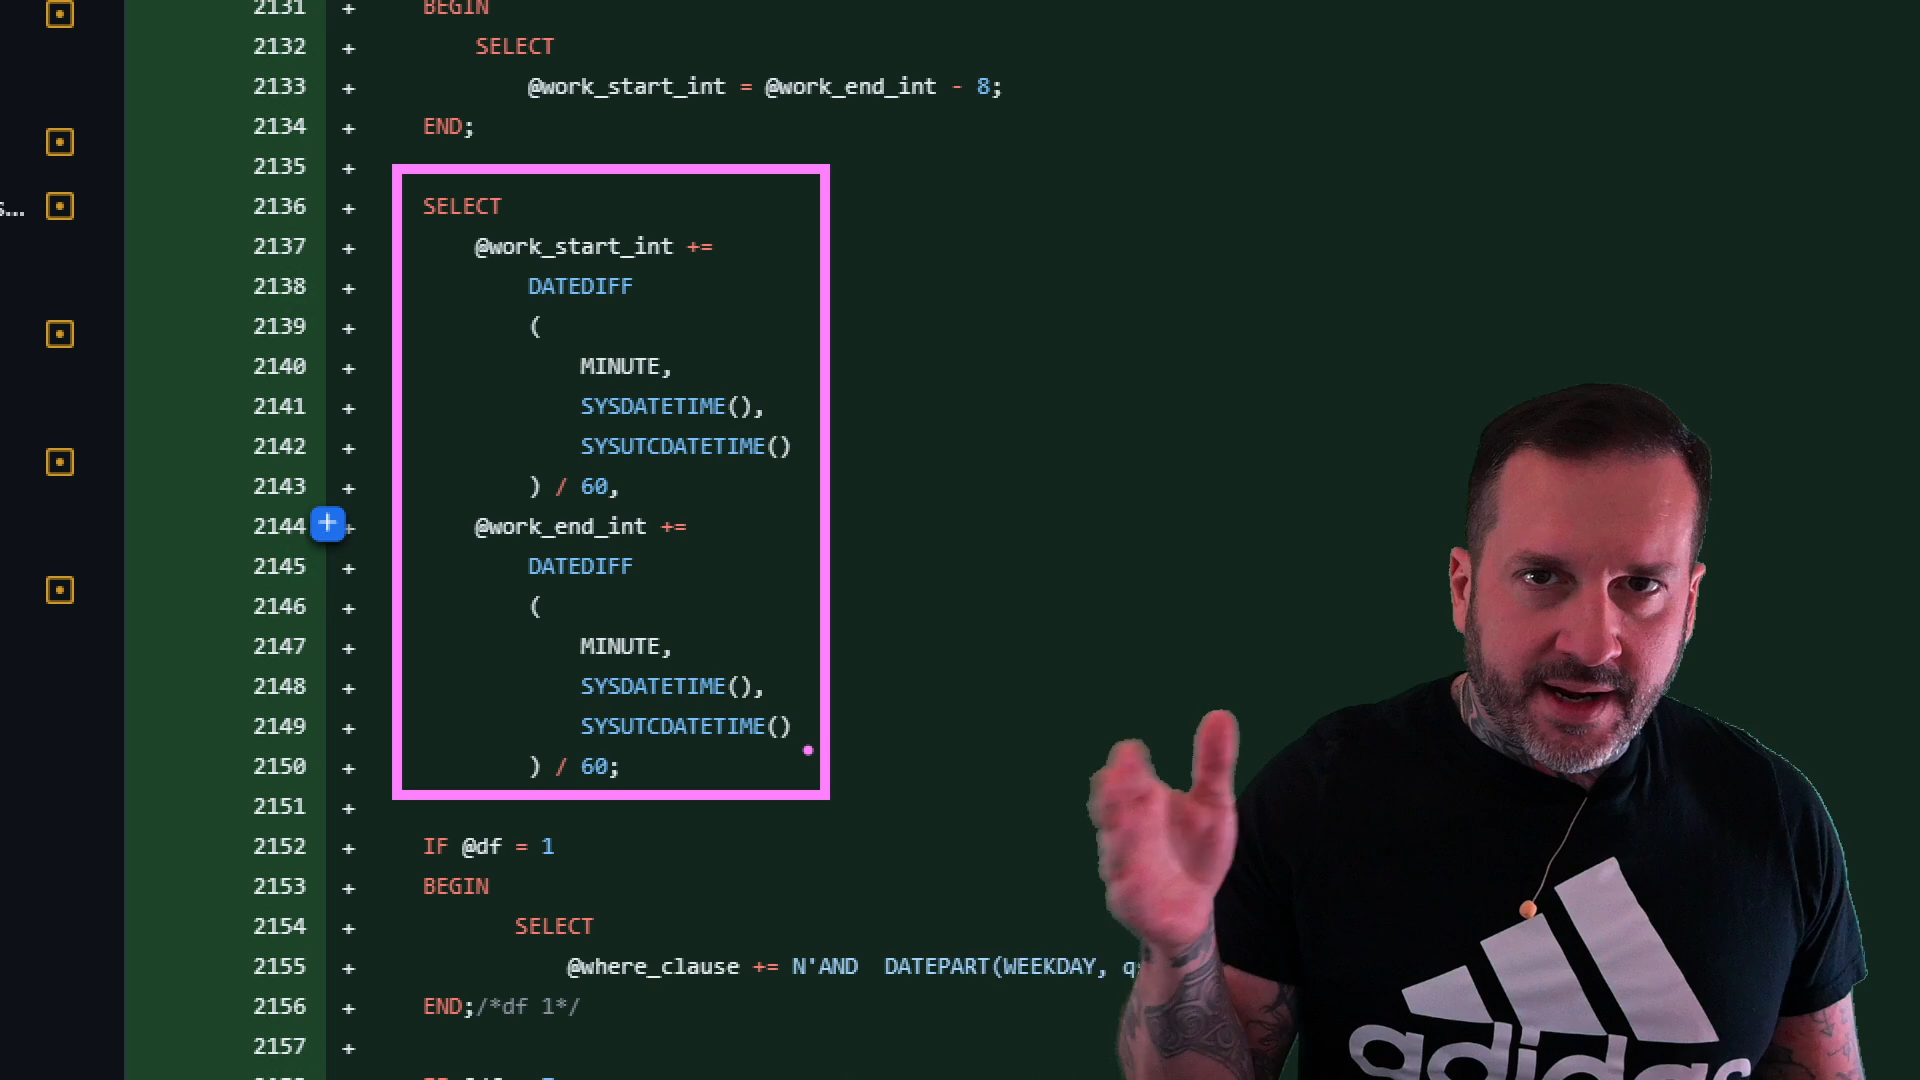 2131 + BEGIN
2132 + SELECT
2133 + @work_start_int = @work_end_int - 8;
2134 + END;
2135 +
s... 2136 + SELECT
2137 + @work_start_int +=
2138 + DATEDIFF
2139 + (
2140 + MINUTE,
2141 + SYSDATETIME(),
2142 + SYSUTCDATETIME()
2143 + ) / 60,
2144 + + @work_end_int +=
2145 + DATEDIFF
2146 + (
2147 + MINUTE,
2148 + SYSDATETIME(),
2149 + SYSUTCDATETIME()
2150 + ) / 60;
2151 +
2152 + IF @df = 1
2153 + BEGIN
2154 + SELECT
2155 + @where_clause += N'AND DATEPART(WEEKDAY, q
2156 + END;/*df 1*/
2157 +
adidas